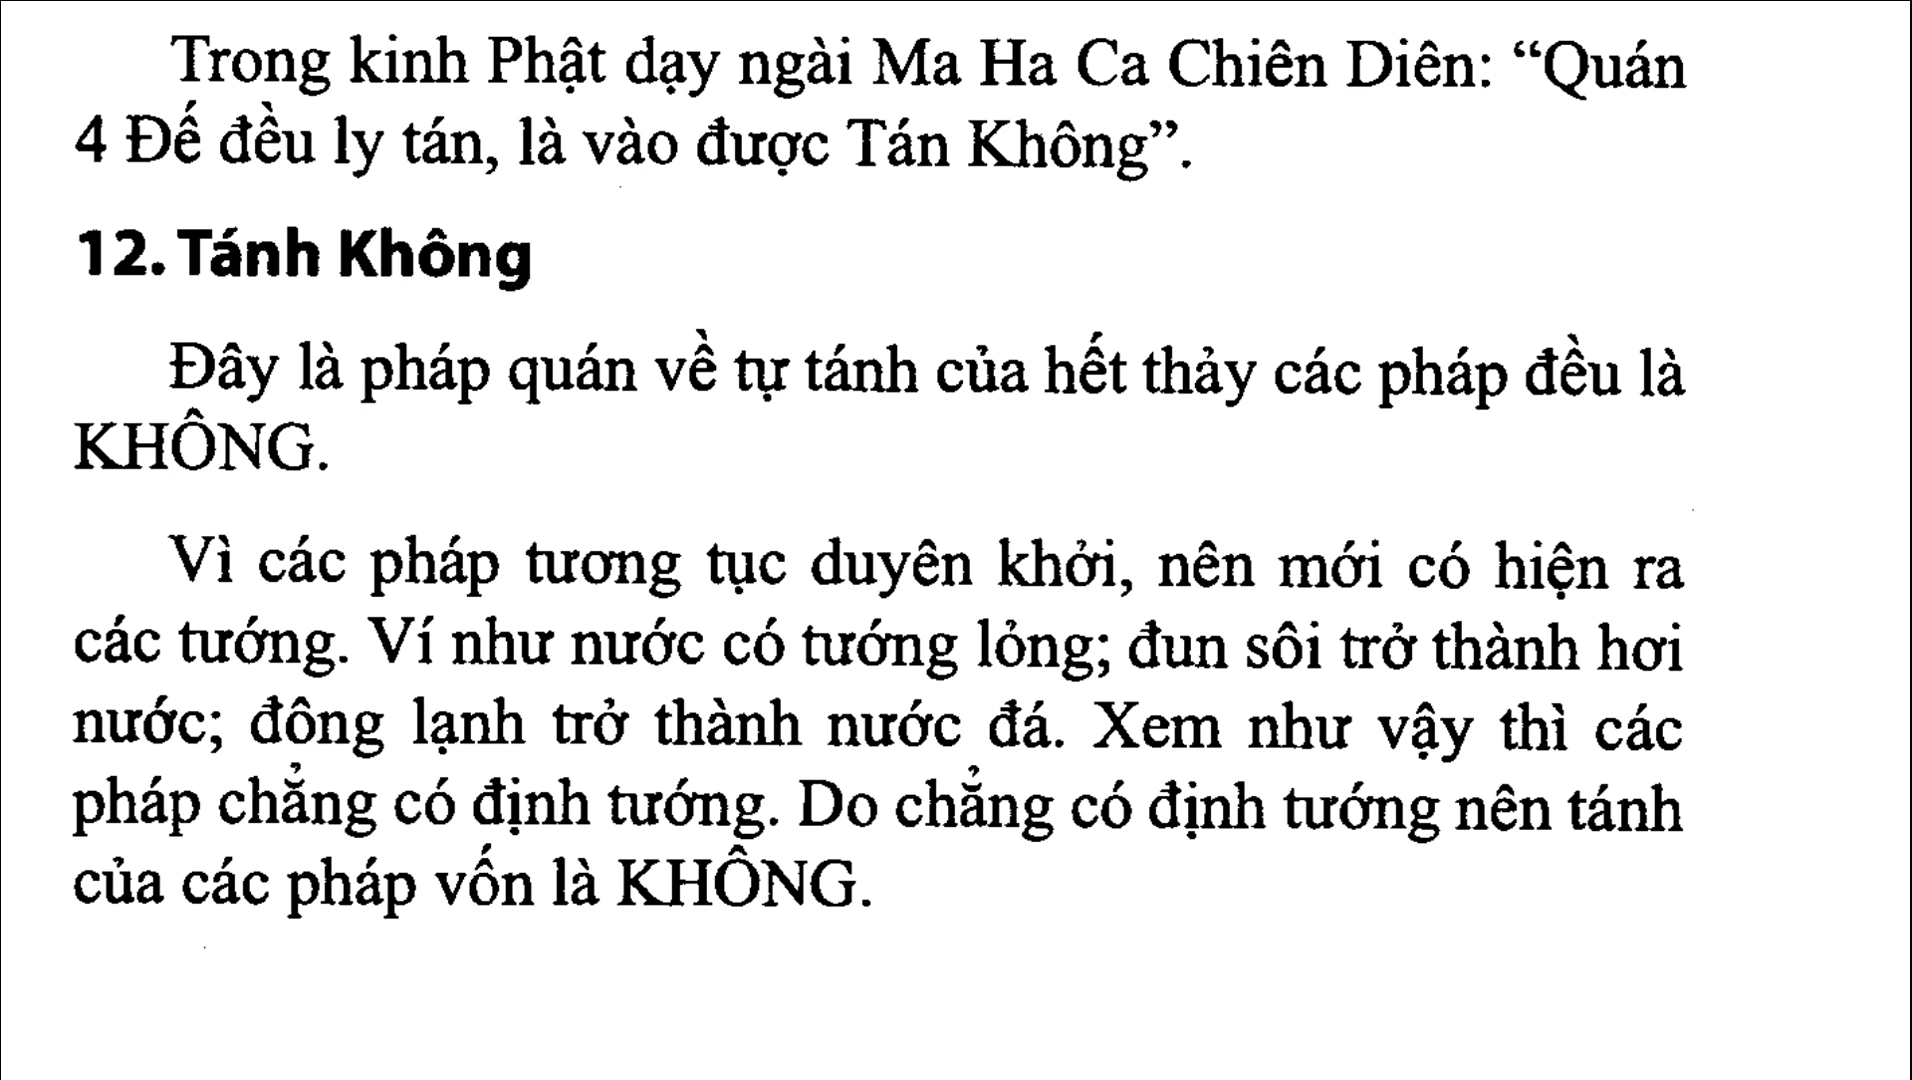 Trong kinh Phật dạy ngài Ma Ha Ca Chiên Diên: “Quán
4 Đế đều ly tán, là vào được Tán Không”.
12. Tánh Không
Đây là pháp quán về tự tánh của hết thảy các pháp đều là
KHÔNG.
Vì các pháp tương tục duyên khởi, nên mới có hiện ra
các tướng. Ví như nước có tướng lỏng; đun sôi trở thành hơi
nước; đông lạnh trở thành nước đá. Xem như vậy thì các
pháp chẳng có định tướng. Do chẳng có định tướng nên tánh
của các pháp vốn là KHÔNG.